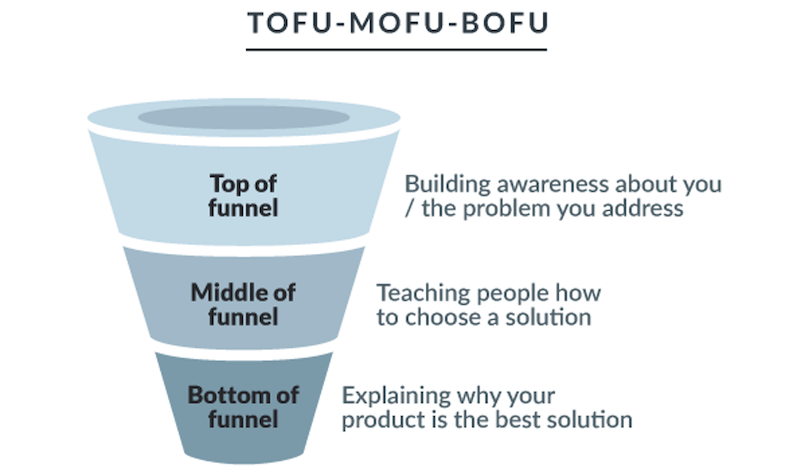 TOFU-MOFU-BOFU
Top of
funnel
Building awareness about you
/ the problem you address
Middle of
funnel
Teaching people how
to choose a solution
Bottom of
funnel
Explaining why your
product is the best solution